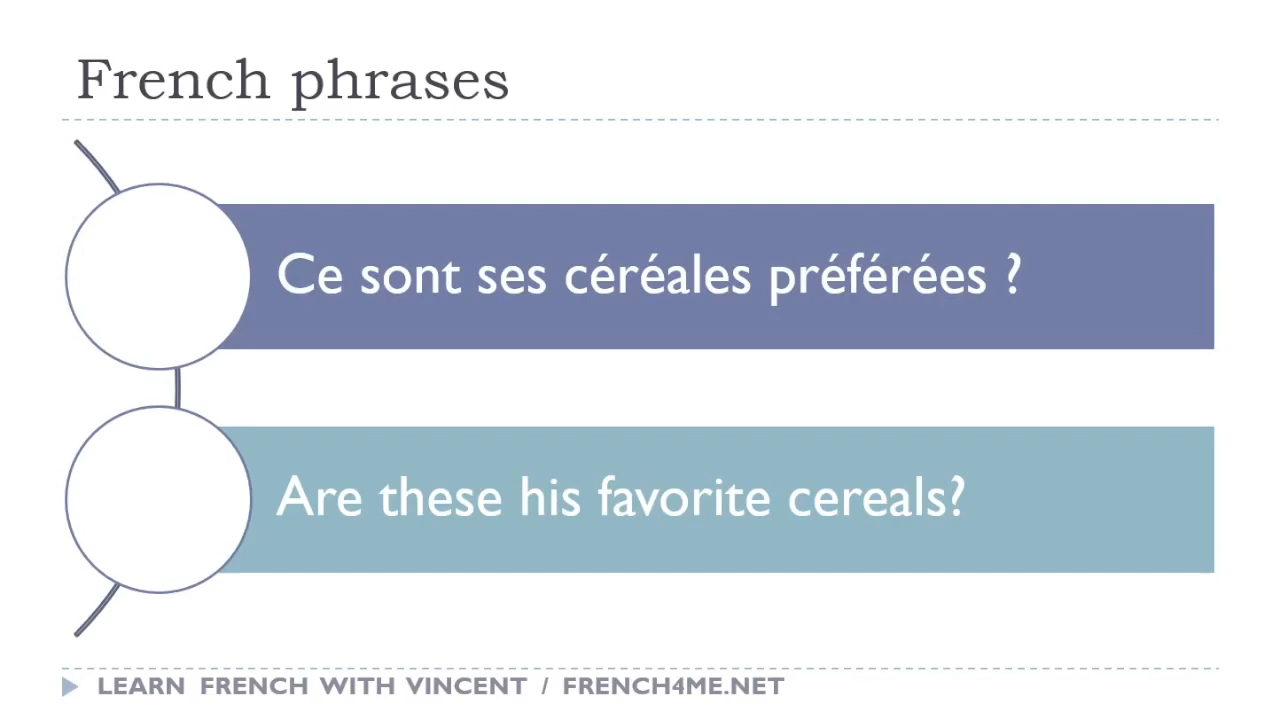 French phrases
Ce sont ses céréales préférées ?
Are these his favorite cereals?
LEARN FRENCH WITH VINCENT / FRENCH4ME.NET